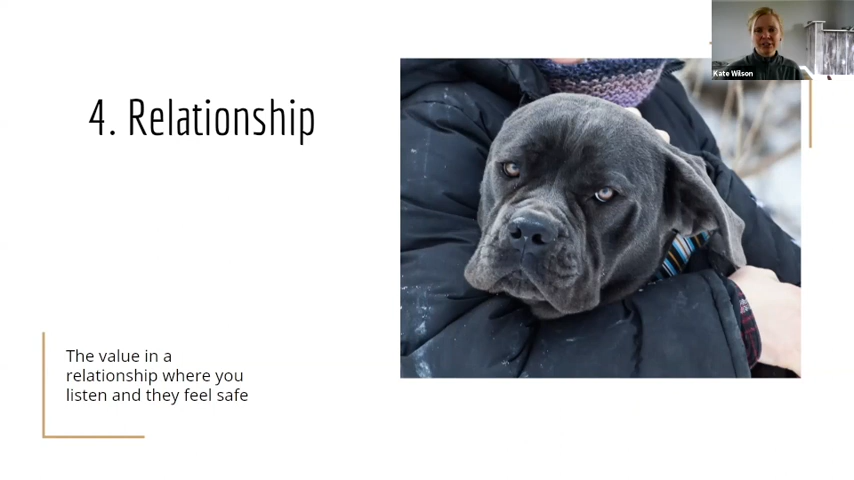 Kate Wilson
4. Relationship
The value in a
relationship where you
listen and they feel safe